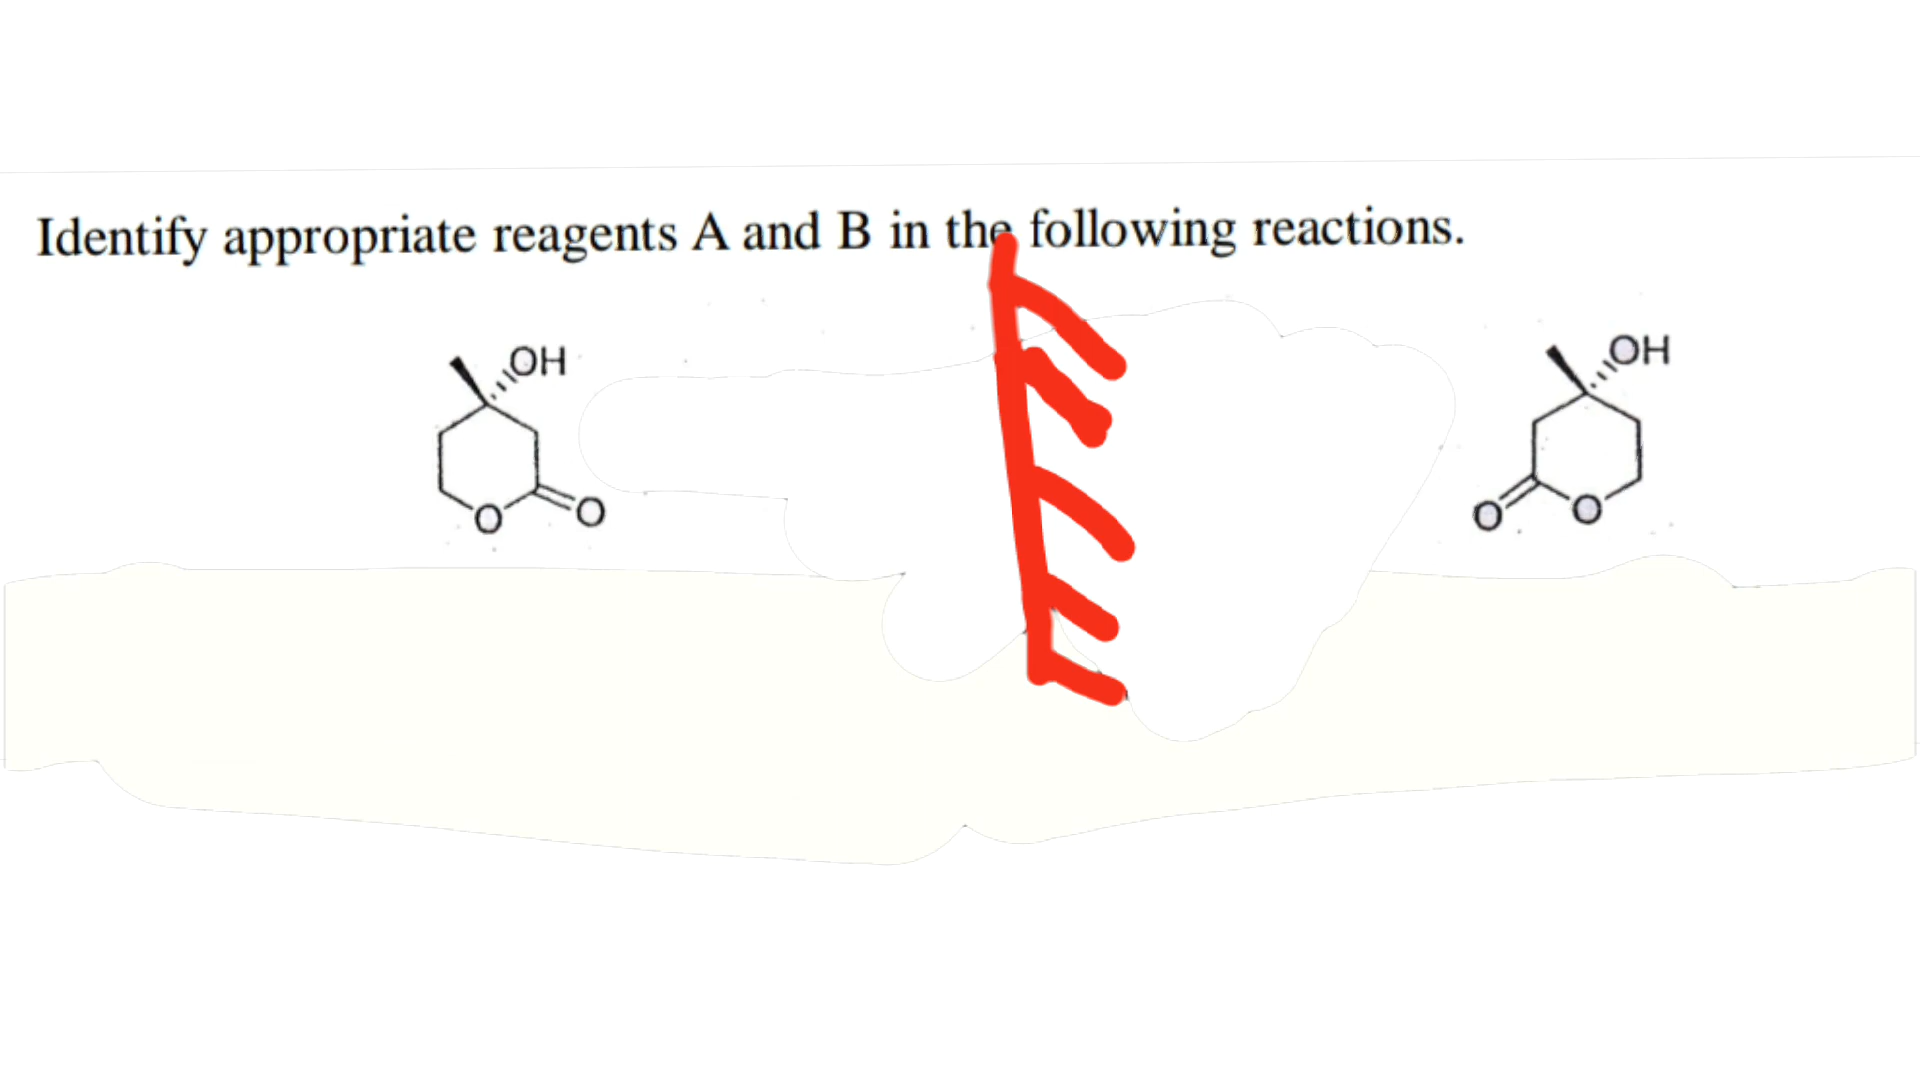 Identify appropriate reagents A and B in the following reactions.
OH
OH
O
O
O
O